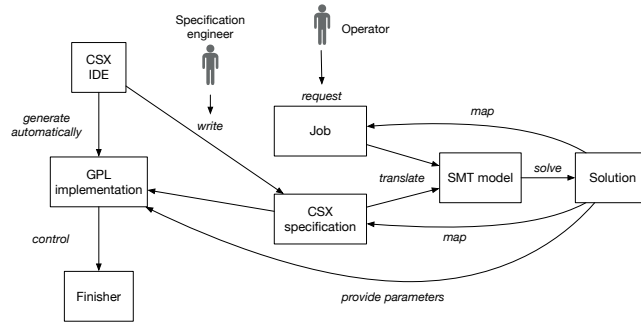 Specification
engineer
Operator
CSX
IDE
generate
automatically
write
request
Job
map
GPL
implementation
translate
SMT model
solve
Solution
CSX
specification
control
map
Finisher
provide parameters